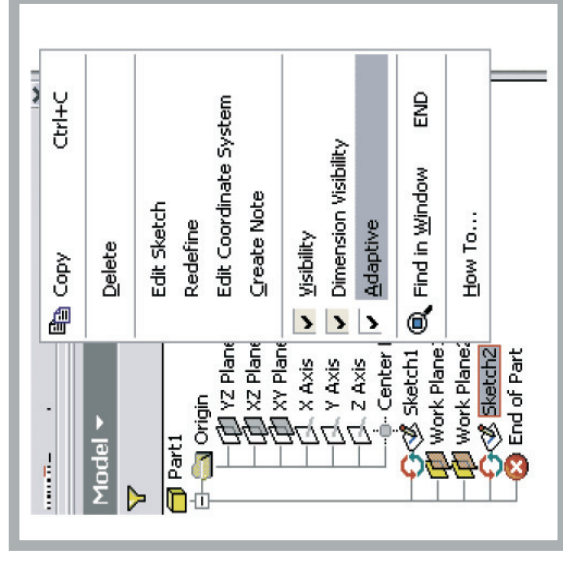 Model
Part1
Origin
YZ Plane
XZ Plane
XY Plane
X Axis
Y Axis
Z Axis
Center
Sketch1
Work Plane1
Work Plane2
Sketch2
End of Part
Copy Ctrl+C
Delete
Edit Sketch
Redefine
Edit Coordinate System
Create Note
Visibility
Dimension Visibility
Adaptive
Find in Window END
How To...